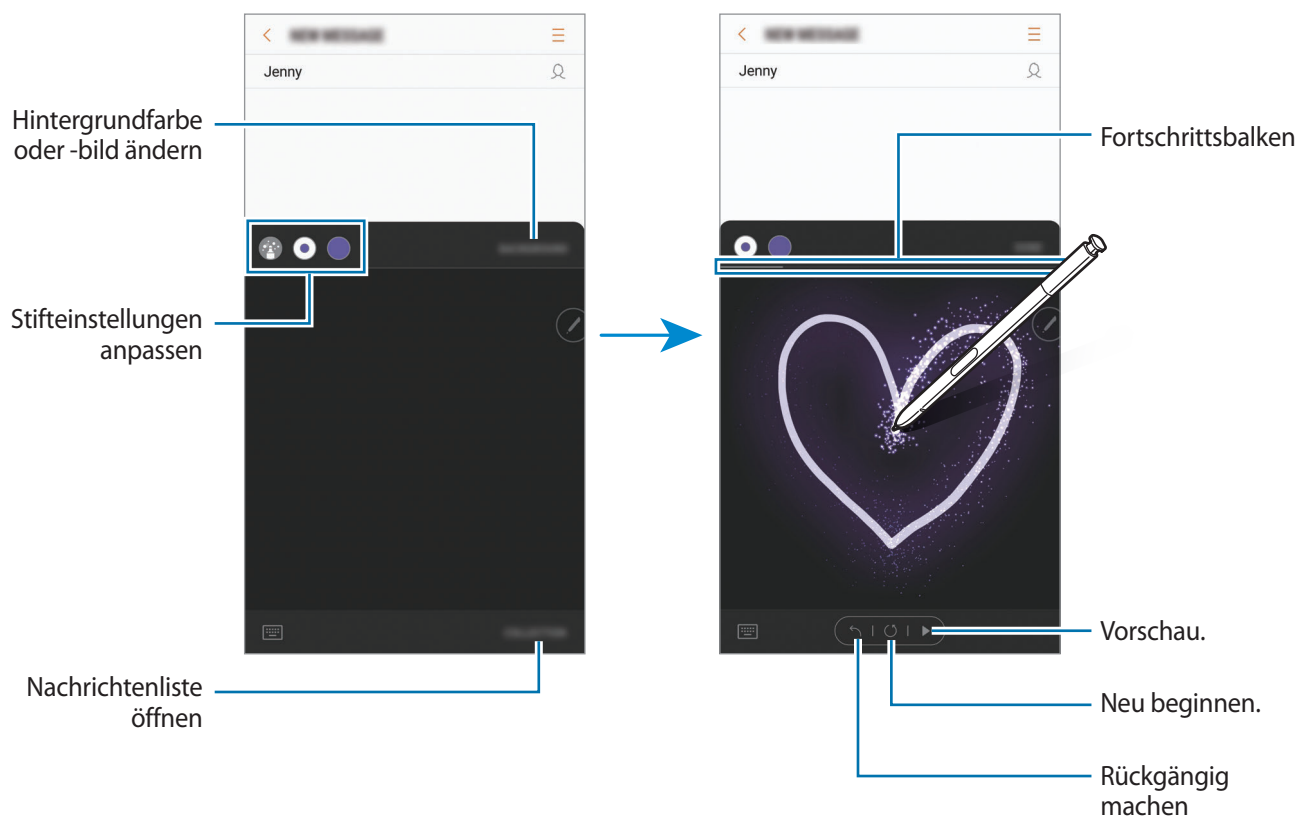 Jenny
Hintergrundfarbe
oder -bild ändern
Stifteinstellungen
anpassen
Nachrichtenliste
öffnen
Jenny
Fortschrittsbalken
Vorschau.
Neu beginnen.
Rückgängig
machen